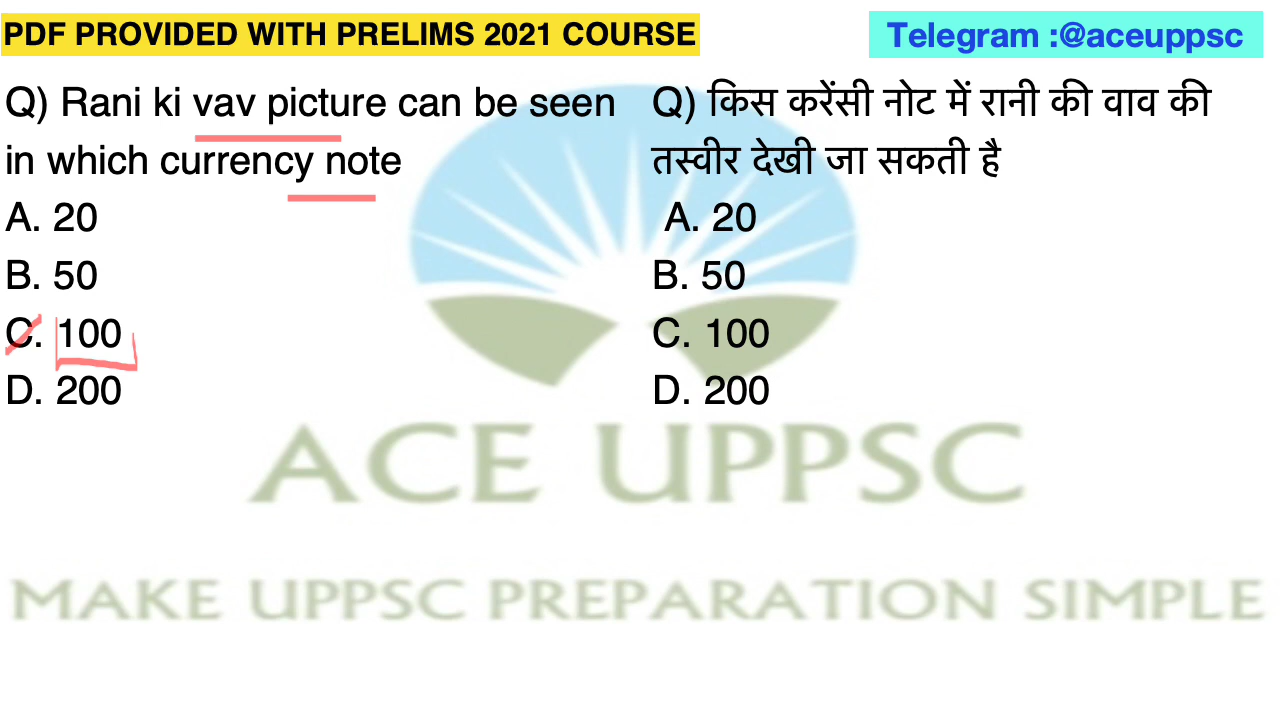 PDF PROVIDED WITH PRELIMS 2021 COURSE
Telegram :@aceuppsc
Q) Rani ki vav picture can be seen
in which currency note
A. 20
B. 50
C. 100
D. 200
Q) किस करेंसी नोट में रानी की वाव की
तस्वीर देखी जा सकती है
A. 20
B. 50
C. 100
D. 200
ACE UPPSC
MAKE UPPSC PREPARATION SIMPLE